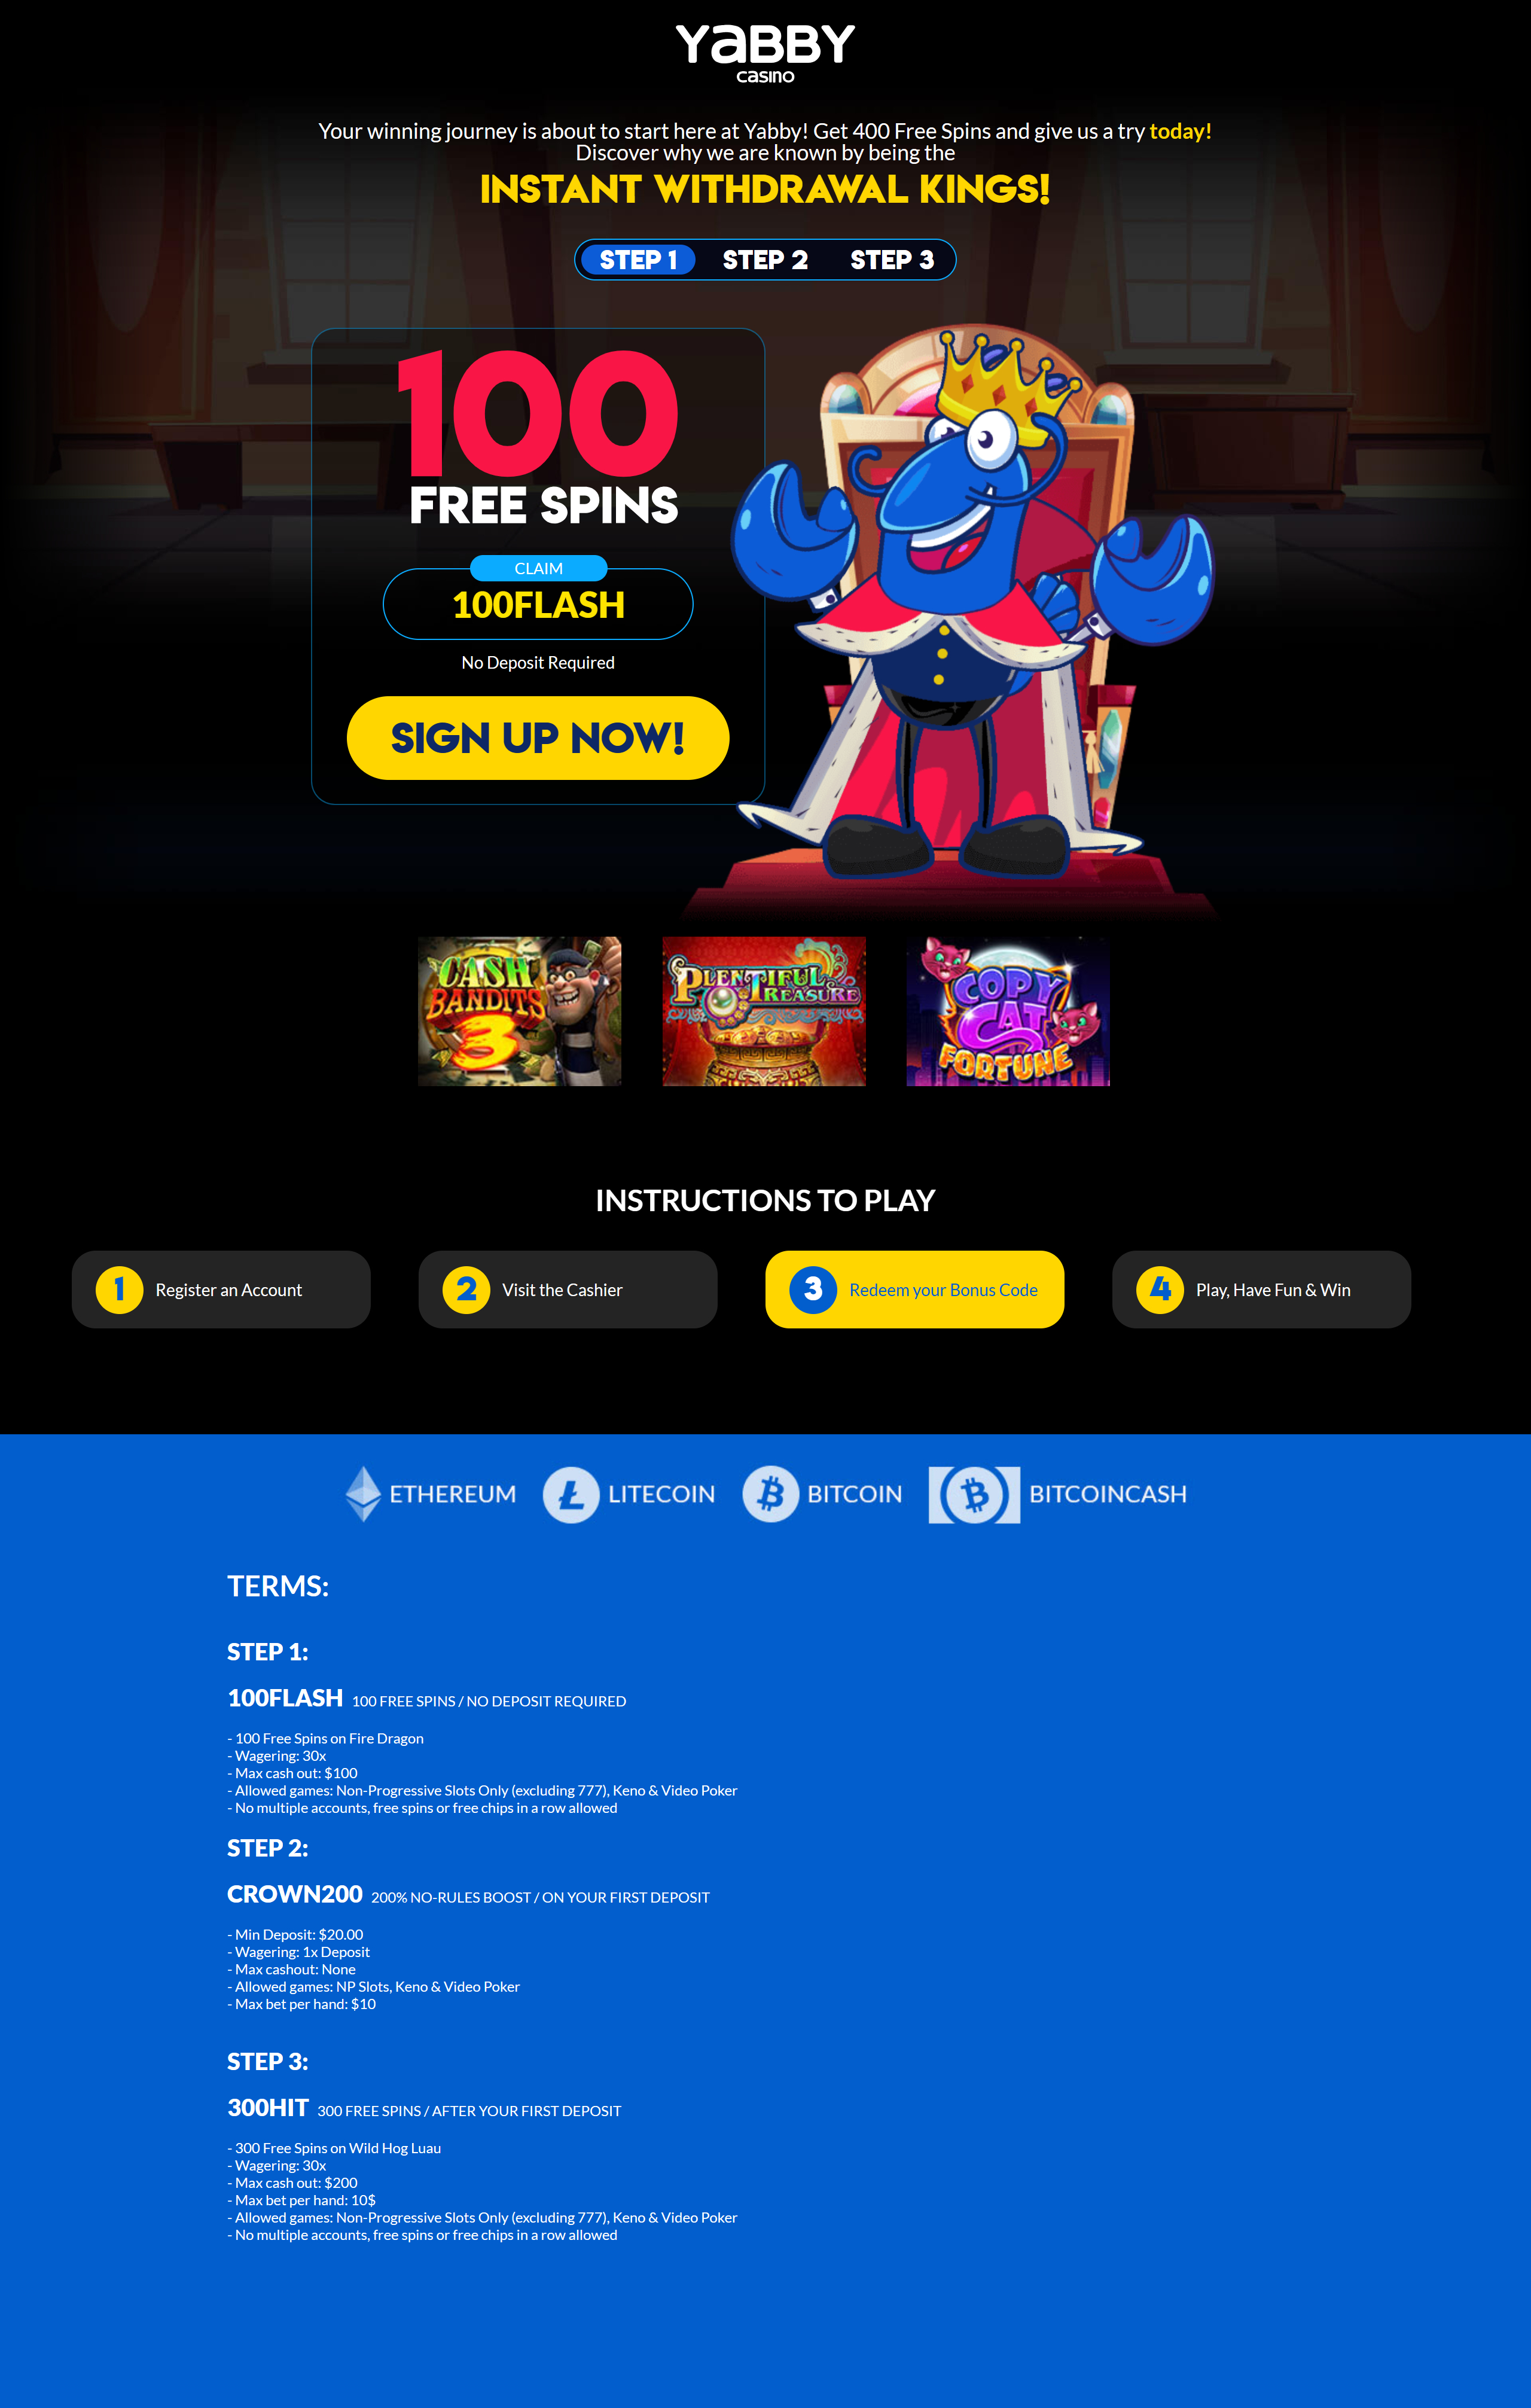 YaBBY
casino
Your winning journey is about to start here at Yabby! Get 400 Free Spins and give us a try today!
Discover why we are known by being the
INSTANT WITHDRAWAL KINGS!
STEP 1 STEP 2 STEP 3
100
FREE SPINS
CLAIM
100FLASH
No Deposit Required
SIGN UP NOW!
CASH
BANDITS
3
PLENTIFUL
TREASURE
COPY
CAT
FORTUNE
INSTRUCTIONS TO PLAY
1 Register an Account
2 Visit the Cashier
3 Redeem your Bonus Code
4 Play, Have Fun & Win
ETHEREUM LITECOIN BITCOIN BITCOINCASH
TERMS:
STEP 1:
100FLASH 100 FREE SPINS / NO DEPOSIT REQUIRED
- 100 Free Spins on Fire Dragon
- Wagering: 30x
- Max cash out: $100
- Allowed games: Non-Progressive Slots Only (excluding 777), Keno & Video Poker
- No multiple accounts, free spins or free chips in a row allowed
STEP 2:
CROWN200 200% NO-RULES BOOST / ON YOUR FIRST DEPOSIT
- Min Deposit: $20.00
- Wagering: 1x Deposit
- Max cashout: None
- Allowed games: NP Slots, Keno & Video Poker
- Max bet per hand: $10
STEP 3:
300HIT 300 FREE SPINS / AFTER YOUR FIRST DEPOSIT
- 300 Free Spins on Wild Hog Luau
- Wagering: 30x
- Max cash out: $200
- Max bet per hand: 10$
- Allowed games: Non-Progressive Slots Only (excluding 777), Keno & Video Poker
- No multiple accounts, free spins or free chips in a row allowed